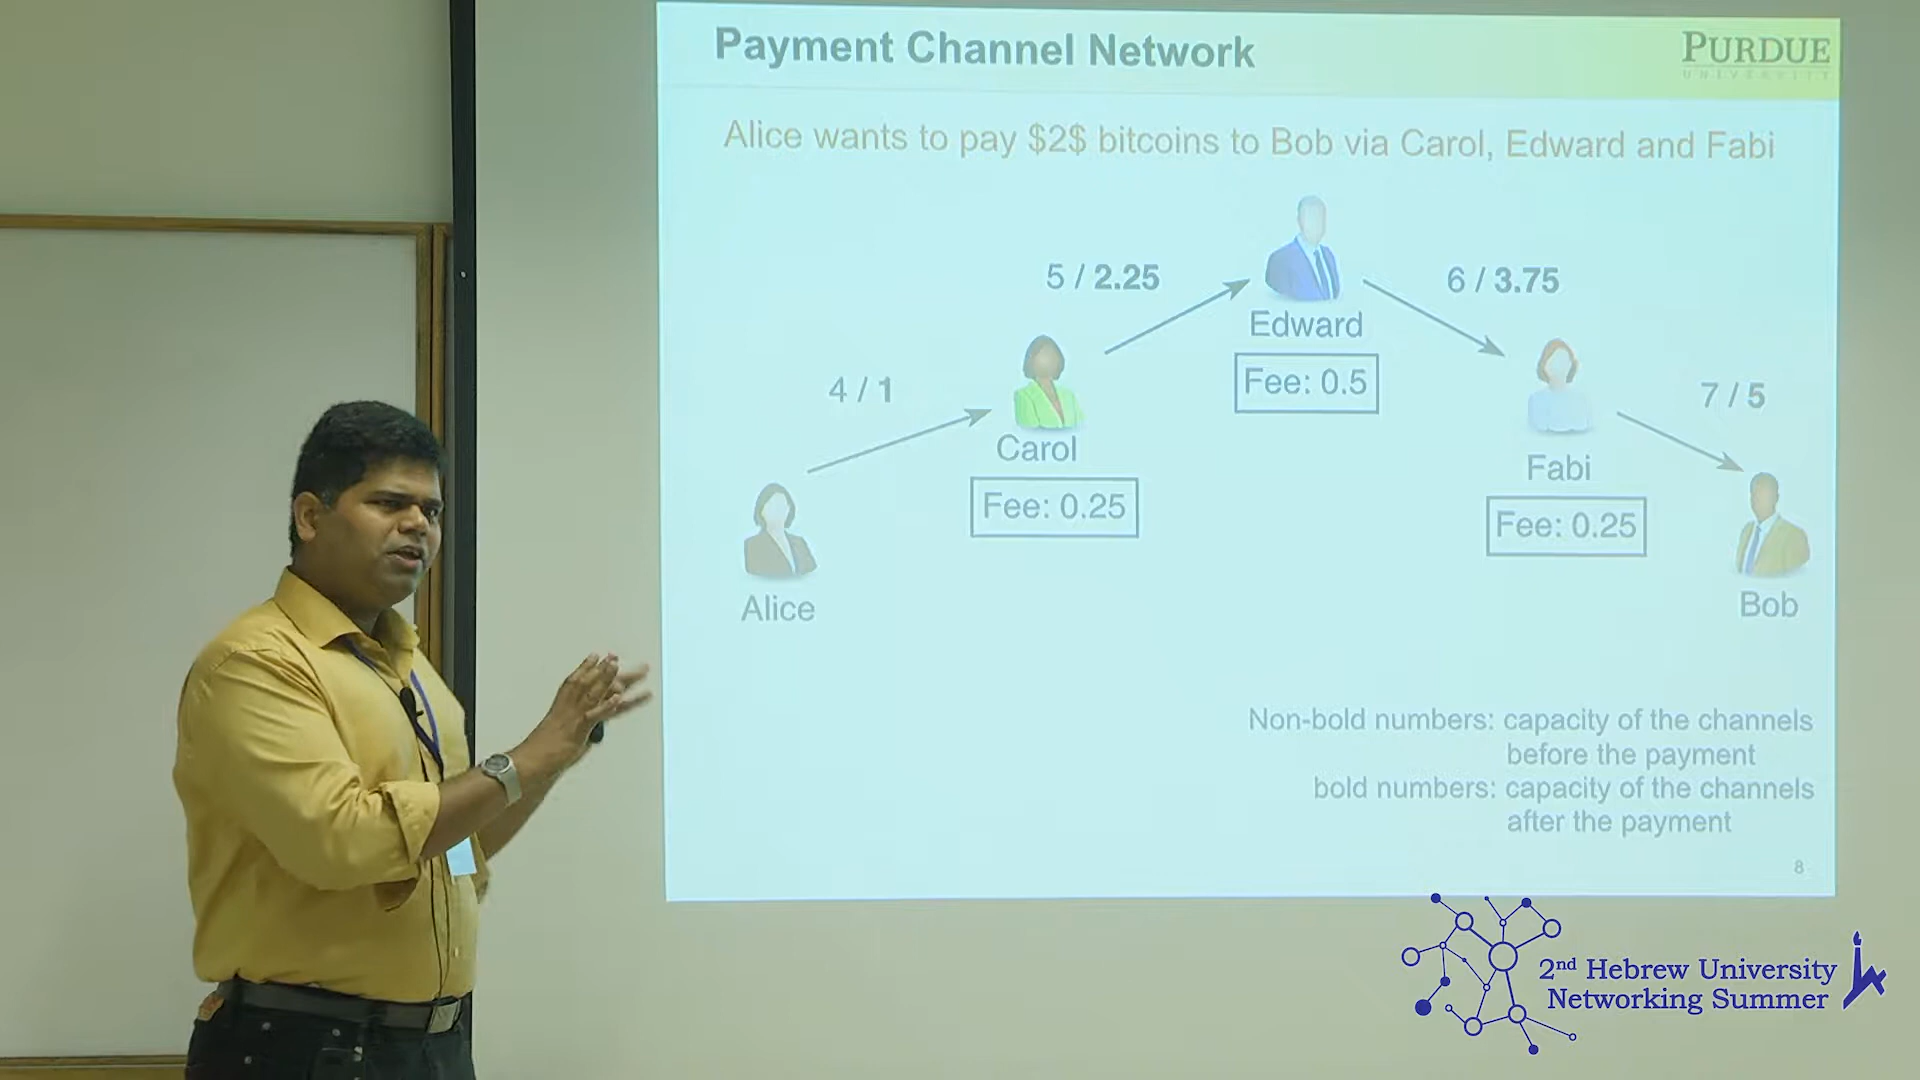 Payment Channel Network
PURDUE
UNIVERSITY
Alice wants to pay $2$ bitcoins to Bob via Carol, Edward and Fabi
5 / 2.25
6 / 3.75
Edward
Fee: 0.5
4 / 1
7 / 5
Carol
Fee: 0.25
Fabi
Fee: 0.25
Alice
Bob
Non-bold numbers: capacity of the channels
before the payment
bold numbers: capacity of the channels
after the payment
8
2nd Hebrew University
Networking Summer